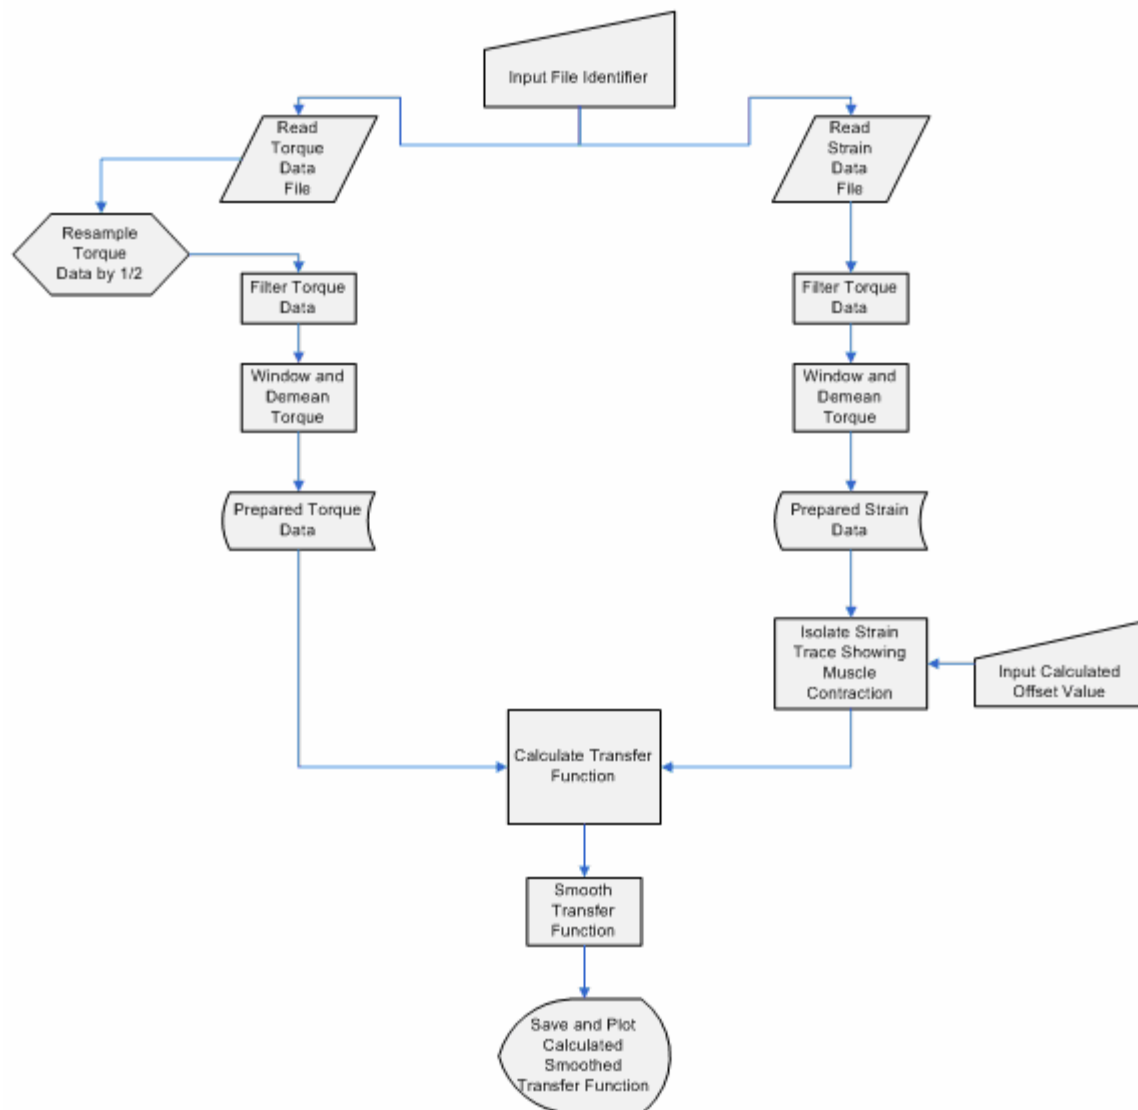 Input File Identifier
Read
Torque
Data
File
Read
Strain
Data
File
Resample
Torque
Data by 1/2
Filter Torque
Data
Filter Torque
Data
Window and
Demean
Torque
Window and
Demean
Torque
Prepared Torque
Data
Prepared Strain
Data
Isolate Strain
Trace Showing
Muscle
Contraction
Input Calculated
Offset Value
Calculate Transfer
Function
Smooth
Transfer
Function
Save and Plot
Calculated
Smoothed
Transfer Function